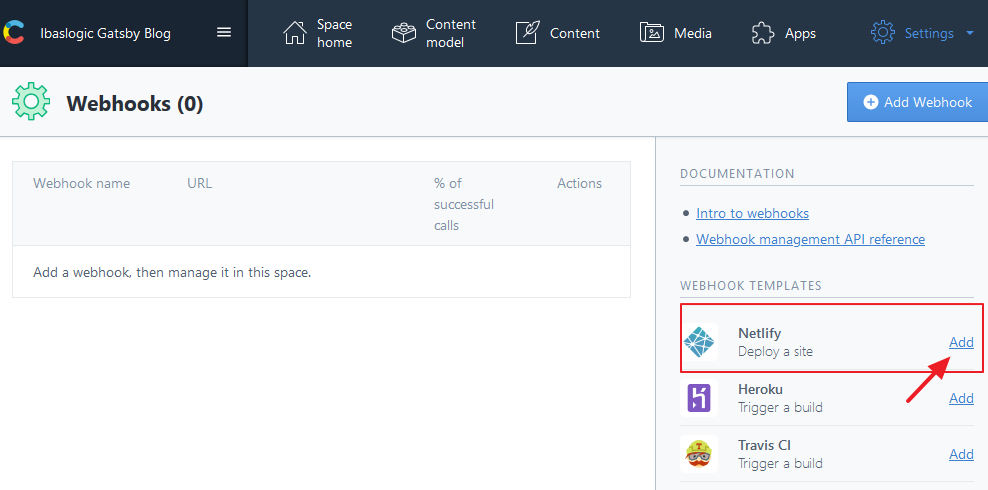 Ibaslogic Gatsby Blog
Space
home
Content
model
Content
Media
Apps
Settings
Webhooks (0)
Add Webhook
Webhook name
URL
% of
successful
calls
Actions
Add a webhook, then manage it in this space.
DOCUMENTATION
Intro to webhooks
Webhook management API reference
WEBHOOK TEMPLATES
Netlify
Deploy a site
Add
Heroku
Trigger a build
Add
Travis CI
Trigger a build
Add